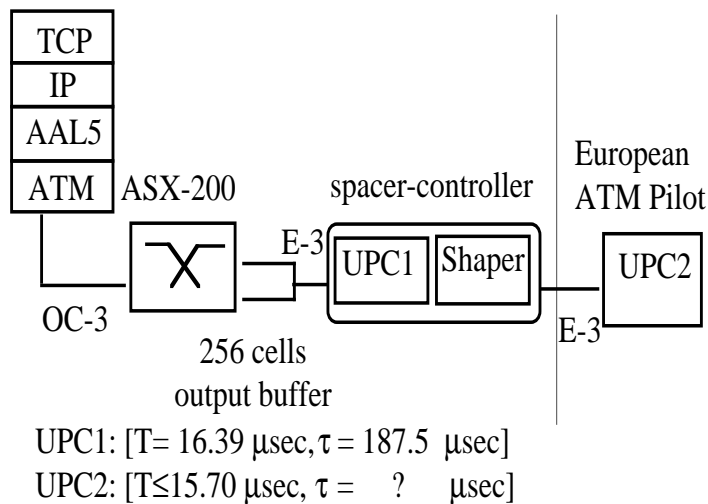 TCP
IP
AAL5
ATM
ASX-200
OC-3
E-3
256 cells
output buffer
spacer-controller
UPC1
Shaper
European
ATM Pilot
UPC2
E-3
UPC1: [T= 16.39 μsec, τ = 187.5 μsec]
UPC2: [T≤15.70 μsec, τ = ? μsec]